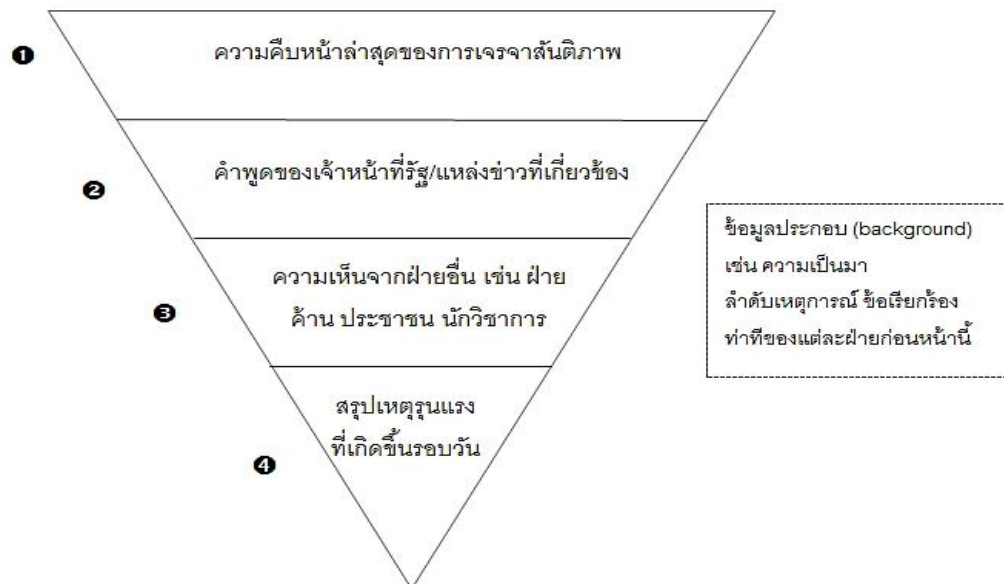 ❶
ความคืบหน้าล่าสุดของการเจรจาสันติภาพ
❷
คำพูดของเจ้าหน้าที่รัฐ/แหล่งข่าวที่เกี่ยวข้อง
❸
ความเห็นจากฝ่ายอื่น เช่น ฝ่าย
ค้าน ประชาชน นักวิชาการ
❹
สรุปเหตุรุนแรง
ที่เกิดขึ้นรอบวัน
ข้อมูลประกอบ (background)
เช่น ความเป็นมา
ลำดับเหตุการณ์ ข้อเรียกร้อง
ท่าทีของแต่ละฝ่ายก่อนหน้านี้